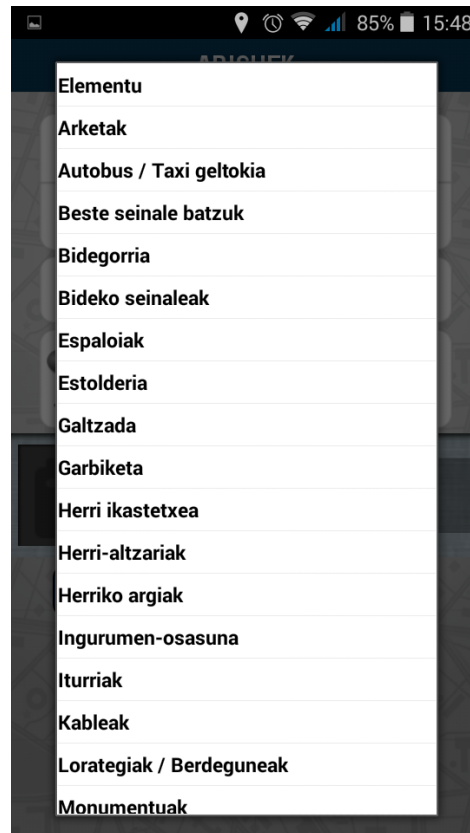 85% 15:48
Elementu
Arketak
Autobus / Taxi geltokia
Beste seinale batzuk
Bidegorria
Bideko seinaleak
Espaloiak
Estolderia
Galtzada
Garbiketa
Herri ikastetxea
Herri-altzariak
Herriko argiak
Ingurumen-osasuna
Iturriak
Kableak
Lorategiak / Berdeguneak
Monumentuak